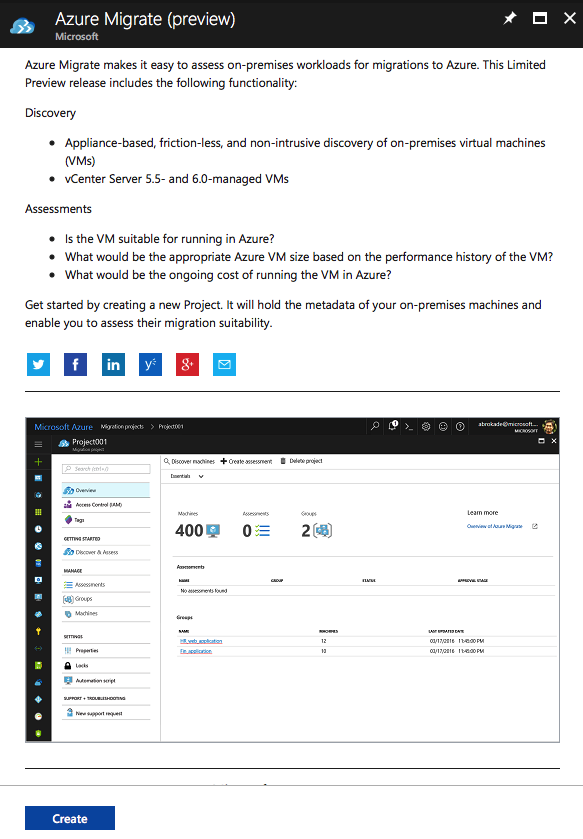 Azure Migrate (preview)
Microsoft
Azure Migrate makes it easy to assess on-premises workloads for migrations to Azure. This Limited
Preview release includes the following functionality:
Discovery
• Appliance-based, friction-less, and non-intrusive discovery of on-premises virtual machines
(VMs)
• vCenter Server 5.5- and 6.0-managed VMs
Assessments
• Is the VM suitable for running in Azure?
• What would be the appropriate Azure VM size based on the performance history of the VM?
• What would be the ongoing cost of running the VM in Azure?
Get started by creating a new Project. It will hold the metadata of your on-premises machines and
enable you to assess their migration suitability.
Microsoft Azure Migration projects > Project001
abrokade@microsoft...
MICROSOFT
Project001
Migration project
Search (ctrl+/)
Overview
Access Control (IAM)
Tags
GETTING STARTED
Discover & Assess
MANAGE
Assessments
Groups
Machines
SETTINGS
Properties
Locks
Automation script
SUPPORT + TROUBLESHOOTING
New support request
Discover machines + Create assessment Delete project
Essentials
Machines Assessments Groups
400 0 2
Learn more
Overview of Azure Migrate
Assessments
NAME GROUP STATUS APPROVAL STAGE
No assessments found
Groups
NAME MACHINES LAST UPDATED DATE
HR_web_application 12 03/17/2016 11:45:00 PM
Fin_application 10 03/17/2016 11:45:00 PM
Create